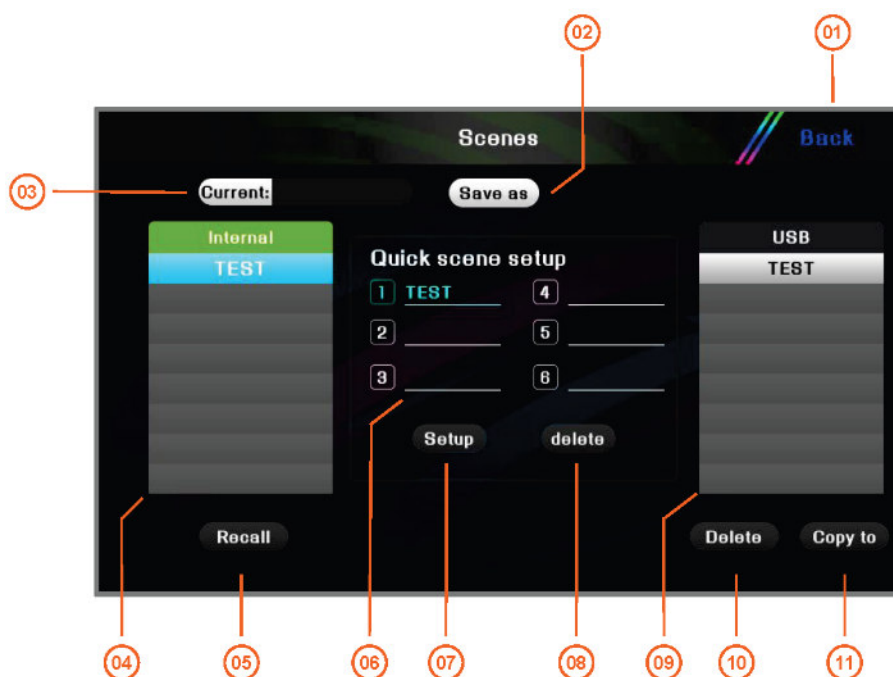 02 01
Scenes Back
03 Current: Save as
Internal USB
TEST Quick scene setup TEST
1 TEST 4
2 5
3 6
Setup delete
Recall Delete Copy to
04 05 06 07 08 09 10 11